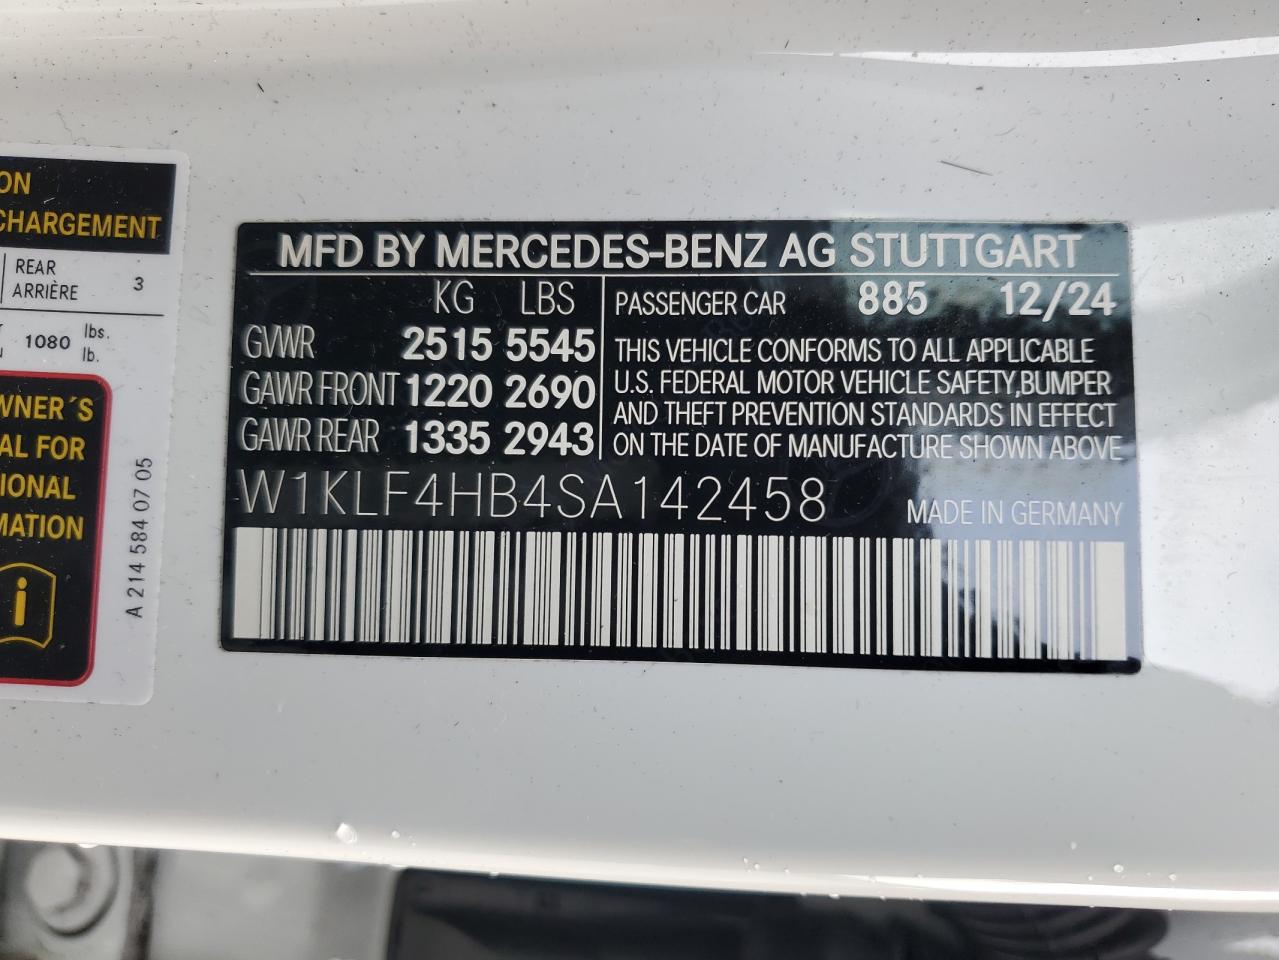 ON
CHARGEMENT
REAR
ARRIÈRE 3
1080 lbs.
lb.
WNER´S
AL FOR
IONAL
MATION
i
A 214 584 07 05
MFD BY MERCEDES-BENZ AG STUTTGART
KG LBS
GVWR 2515 5545
GAWR FRONT 1220 2690
GAWR REAR 1335 2943
PASSENGER CAR 885 12/24
THIS VEHICLE CONFORMS TO ALL APPLICABLE
U.S. FEDERAL MOTOR VEHICLE SAFETY,BUMPER
AND THEFT PREVENTION STANDARDS IN EFFECT
ON THE DATE OF MANUFACTURE SHOWN ABOVE
W1KLF4HB4SA142458 MADE IN GERMANY